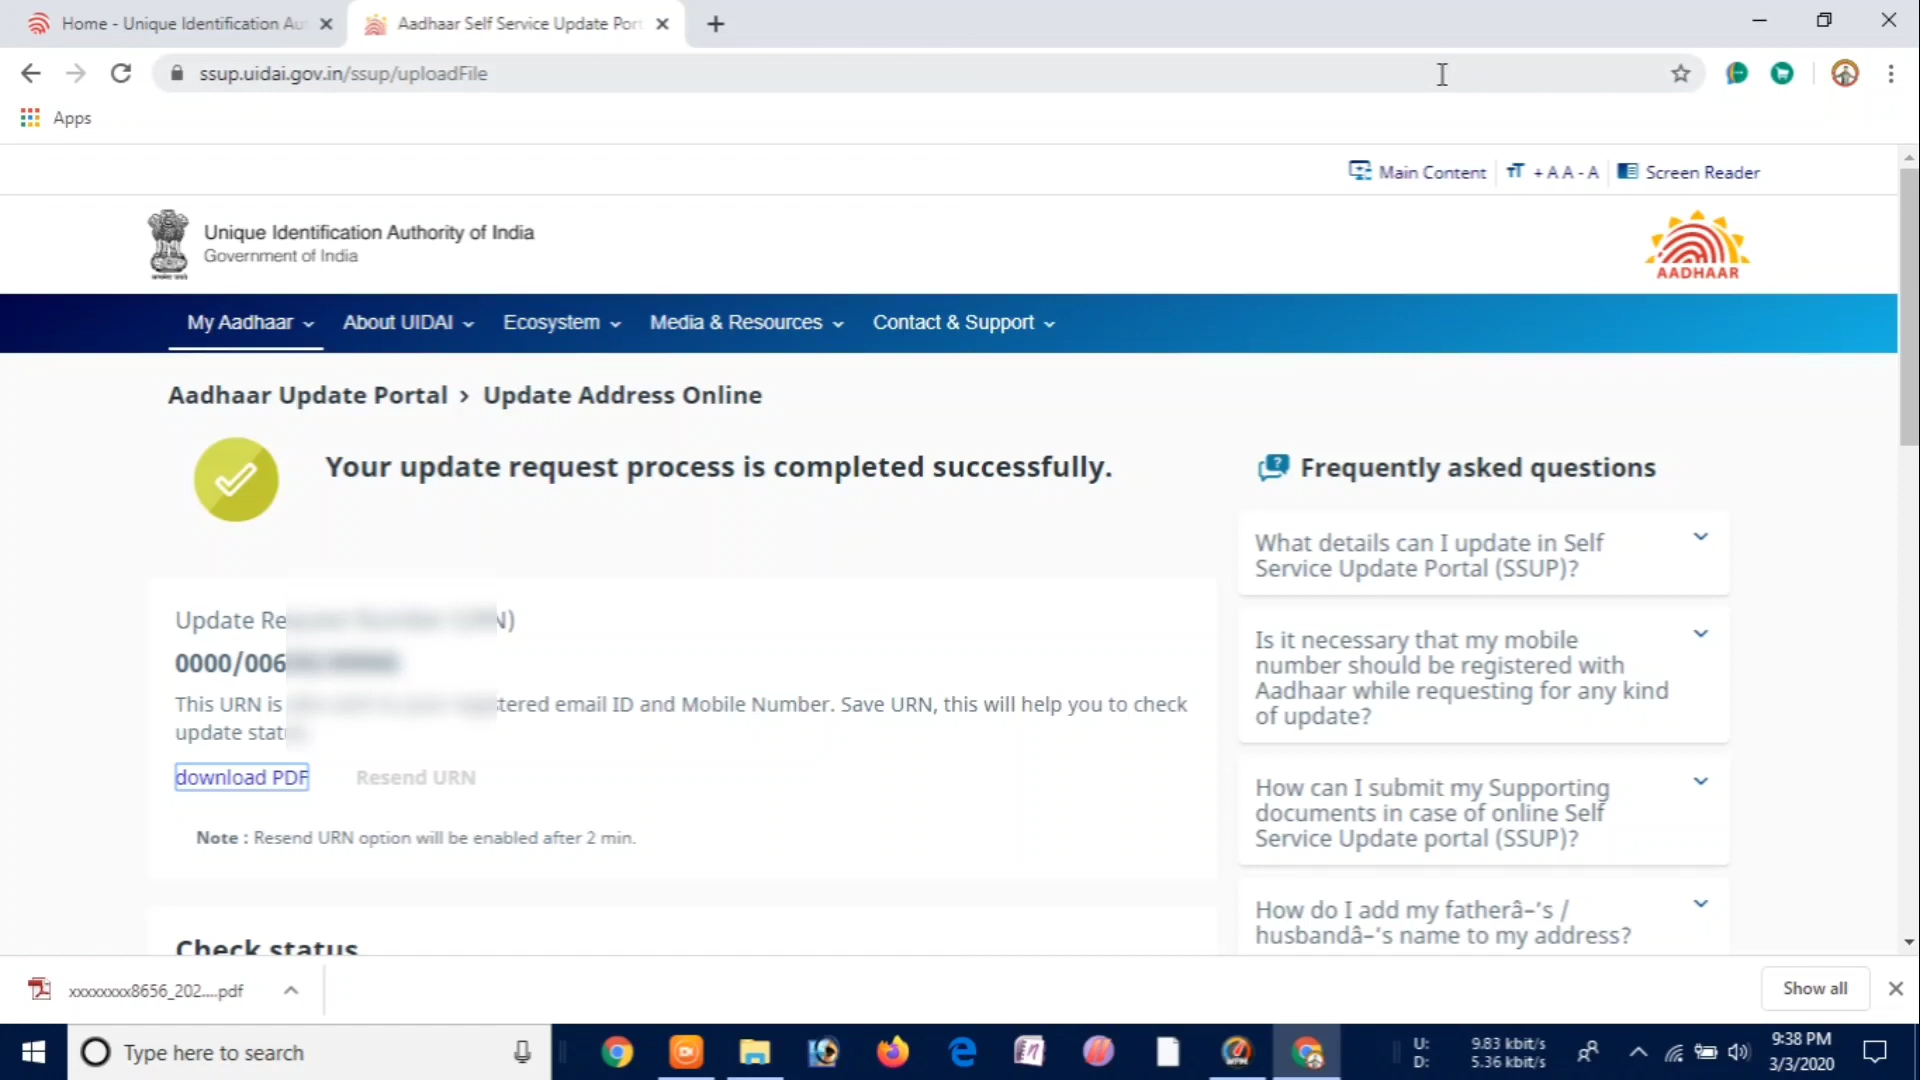 Home - Unique Identification Au
Aadhaar Self Service Update Port
ssup.uidai.gov.in/ssup/uploadFile
Apps
Main Content
TT + A A - A
Screen Reader
Unique Identification Authority of India
Government of India
AADHAAR
My Aadhaar
About UIDAI
Ecosystem
Media & Resources
Contact & Support
Aadhaar Update Portal > Update Address Online
Your update request process is completed successfully.
Update Re N)
0000/006
This URN is stered email ID and Mobile Number. Save URN, this will help you to check
update stat
download PDF
Resend URN
Note : Resend URN option will be enabled after 2 min.
Check status
Frequently asked questions
What details can I update in Self
Service Update Portal (SSUP)?
Is it necessary that my mobile
number should be registered with
Aadhaar while requesting for any kind
of update?
How can I submit my Supporting
documents in case of online Self
Service Update portal (SSUP)?
How do I add my fatherâ–'s /
husbandâ–'s name to my address?
xxxxxxxx8656_202....pdf
Show all
Type here to search
U: 9.83 kbit/s
D: 5.36 kbit/s
9:38 PM
3/3/2020